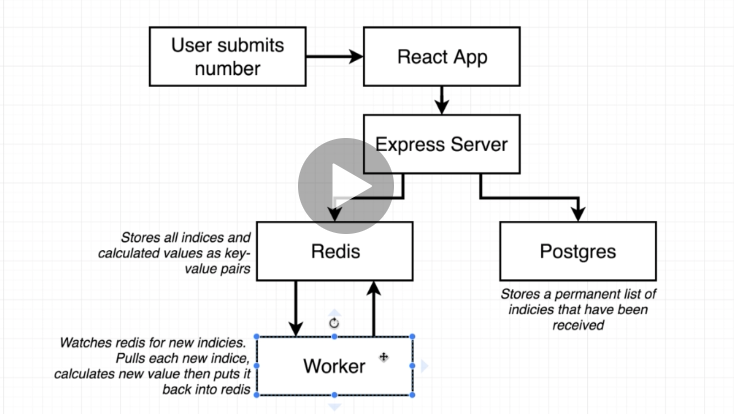 User submits
number
React App
Express Server
Stores all indices and
calculated values as key-
value pairs
Redis
Postgres
Stores a permanent list of
indicies that have been
received
Watches redis for new indicies.
Pulls each new indice,
calculates new value then puts it
back into redis
Worker